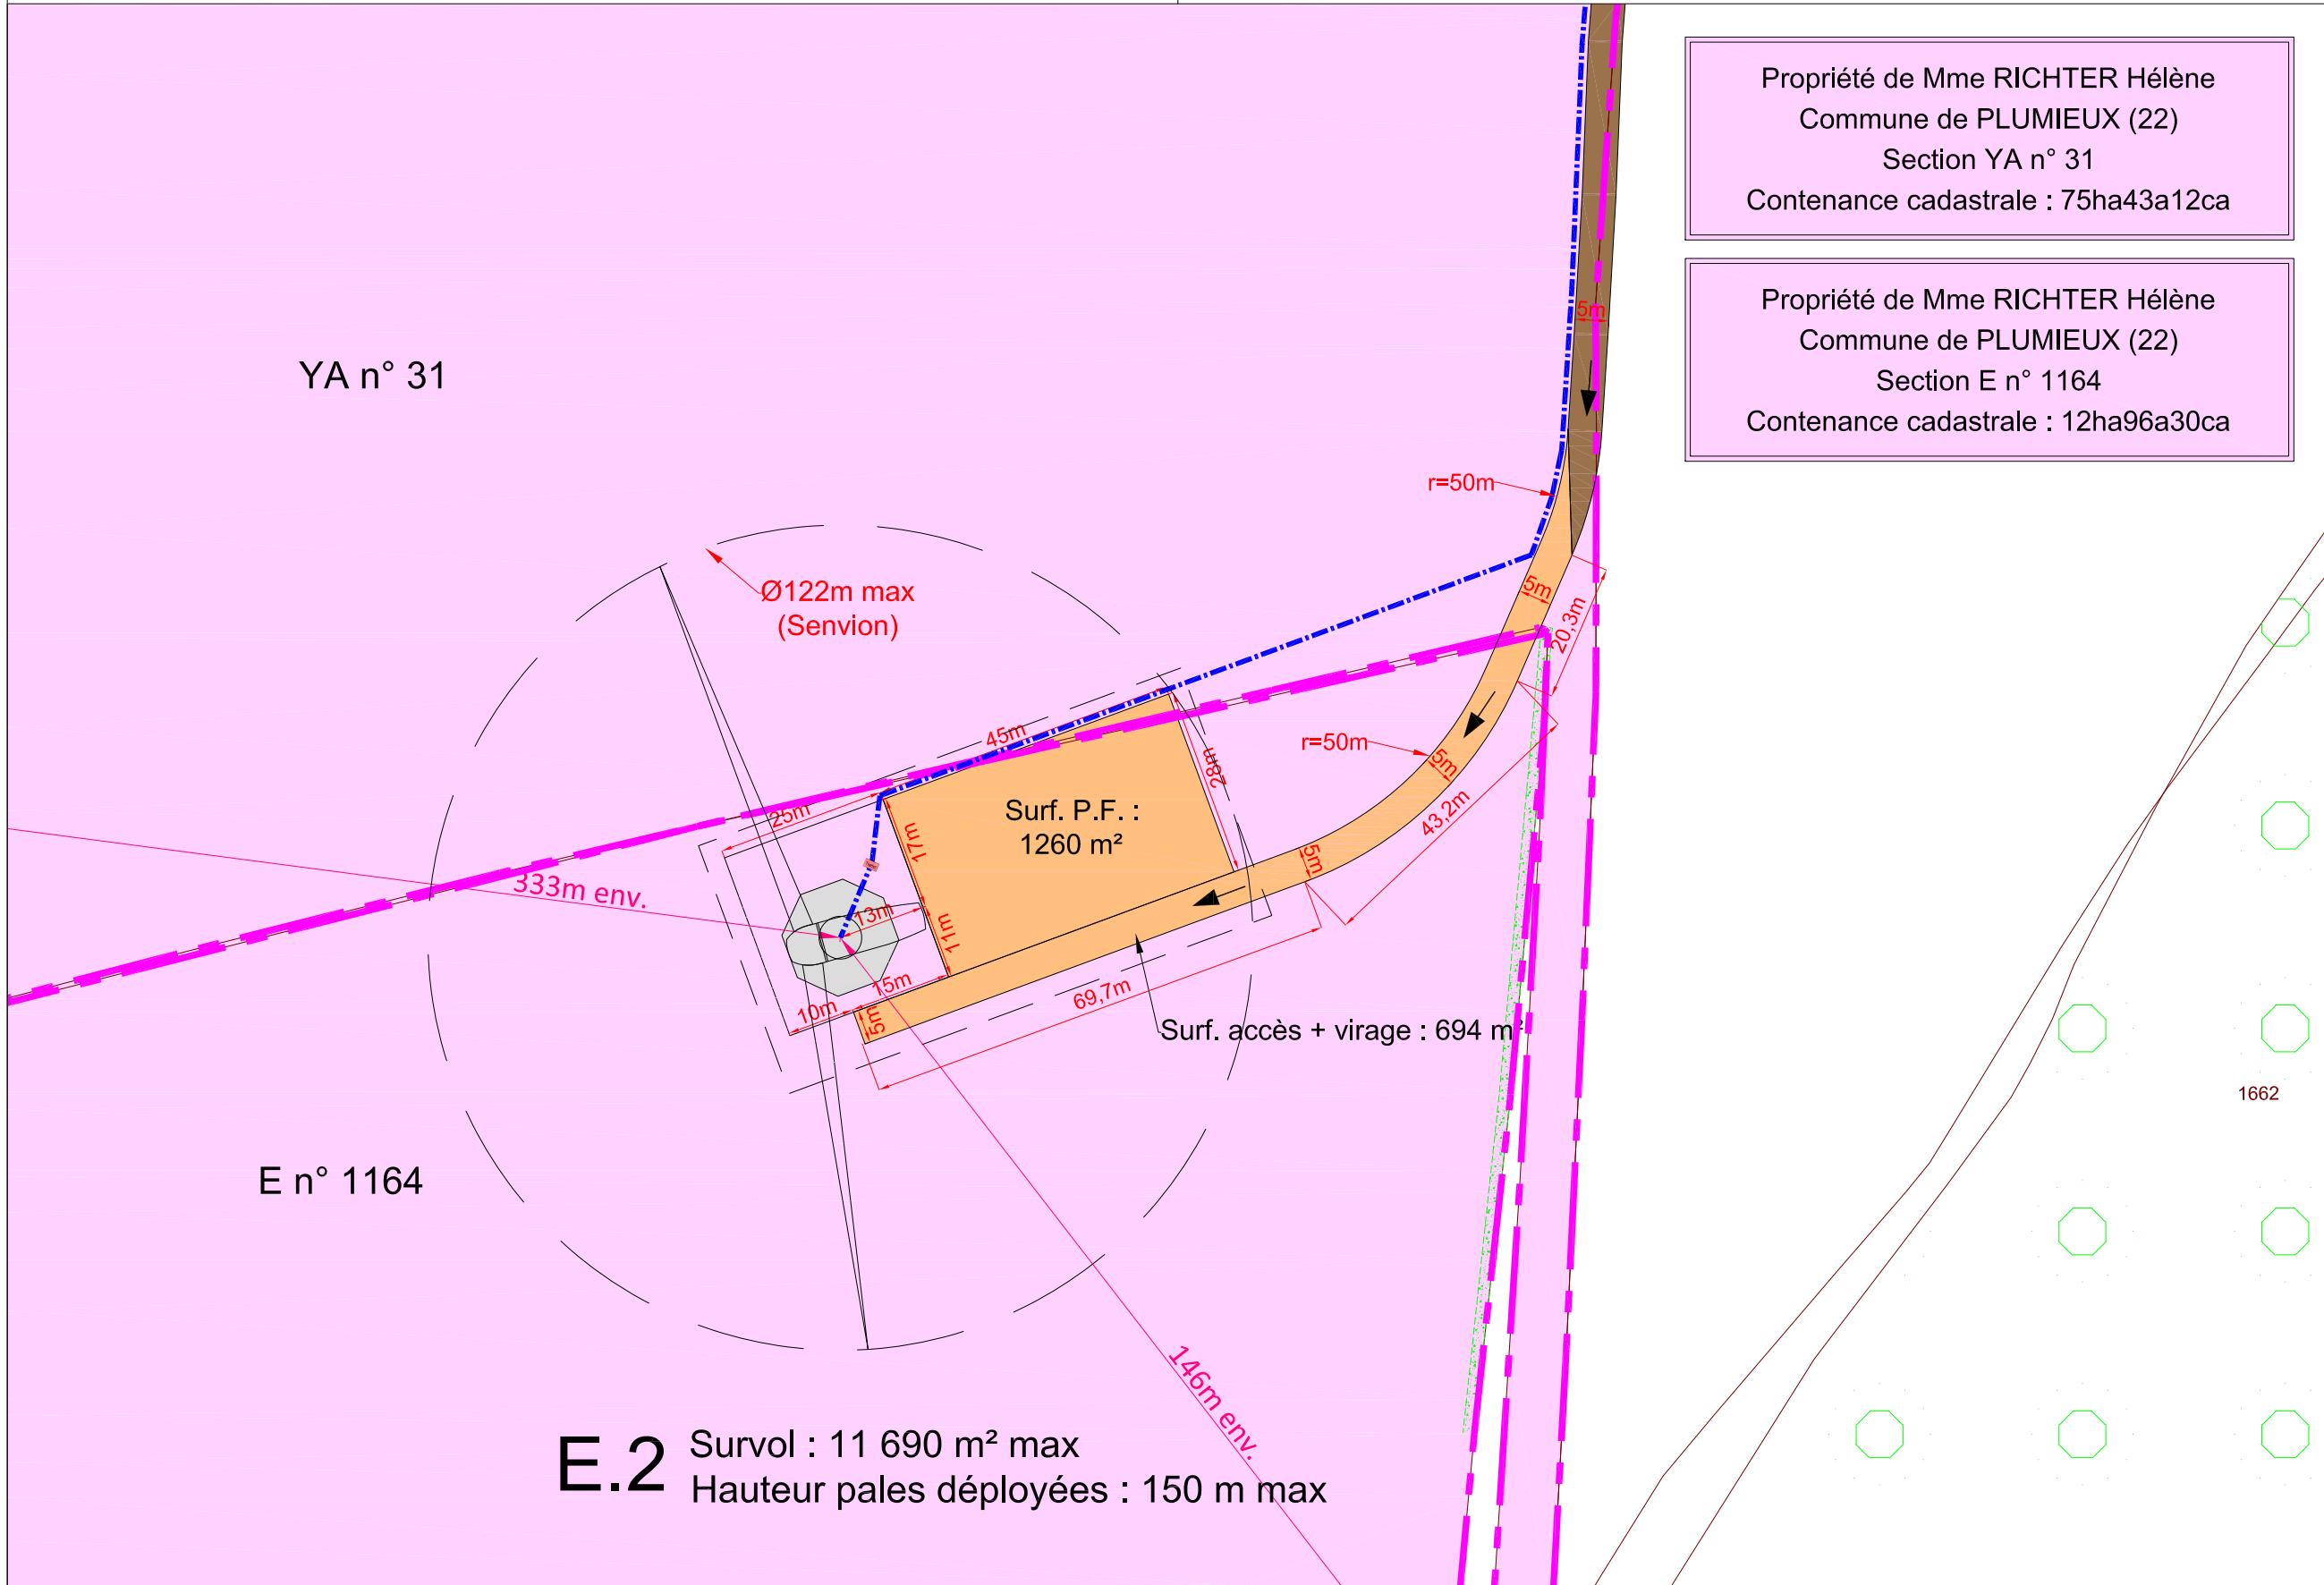 Propriété de Mme RICHTER Hélène
Commune de PLUMIEUX (22)
Section YA n° 31
Contenance cadastrale : 75ha43a12ca
Propriété de Mme RICHTER Hélène
Commune de PLUMIEUX (22)
Section E n° 1164
Contenance cadastrale : 12ha96a30ca
5m
YA n° 31
r=50m
Ø122m max
(Senvion)
5m
20,3m
45m
r=50m
28m
5m
25m
Surf. P.F. :
1260 m²
17m
43,2m
5m
333m env.
13m
11m
15m
10m
5m
69,7m
Surf. accès + virage : 694 m²
1662
E n° 1164
146m env.
E.2
Survol : 11 690 m² max
Hauteur pales déployées : 150 m max